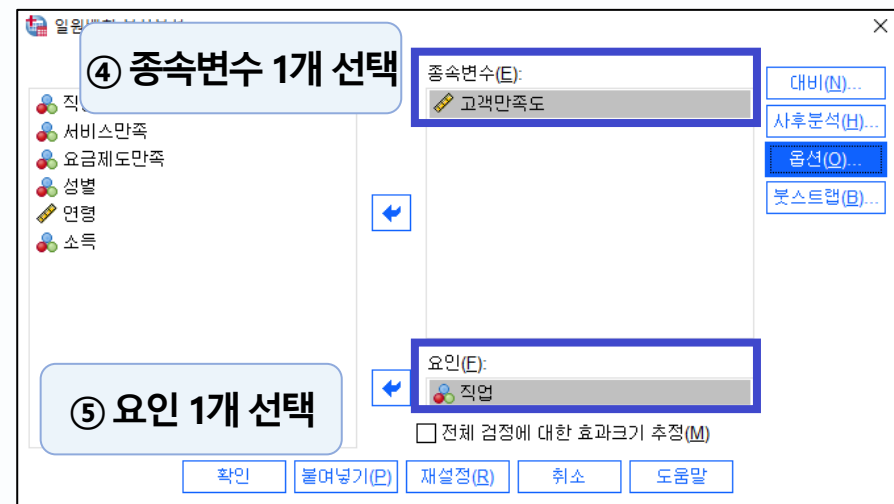 일원배
④ 종속변수 1개 선택
직
서비스만족
요금제도만족
성별
연령
소득
종속변수(E):
고객만족도
대비(N)...
사후분석(H)...
옵션(O)...
붓스트랩(B)...
⑤ 요인 1개 선택
요인(F):
직업
전체 검정에 대한 효과크기 추정(M)
확인
붙여넣기(P)
재설정(R)
취소
도움말